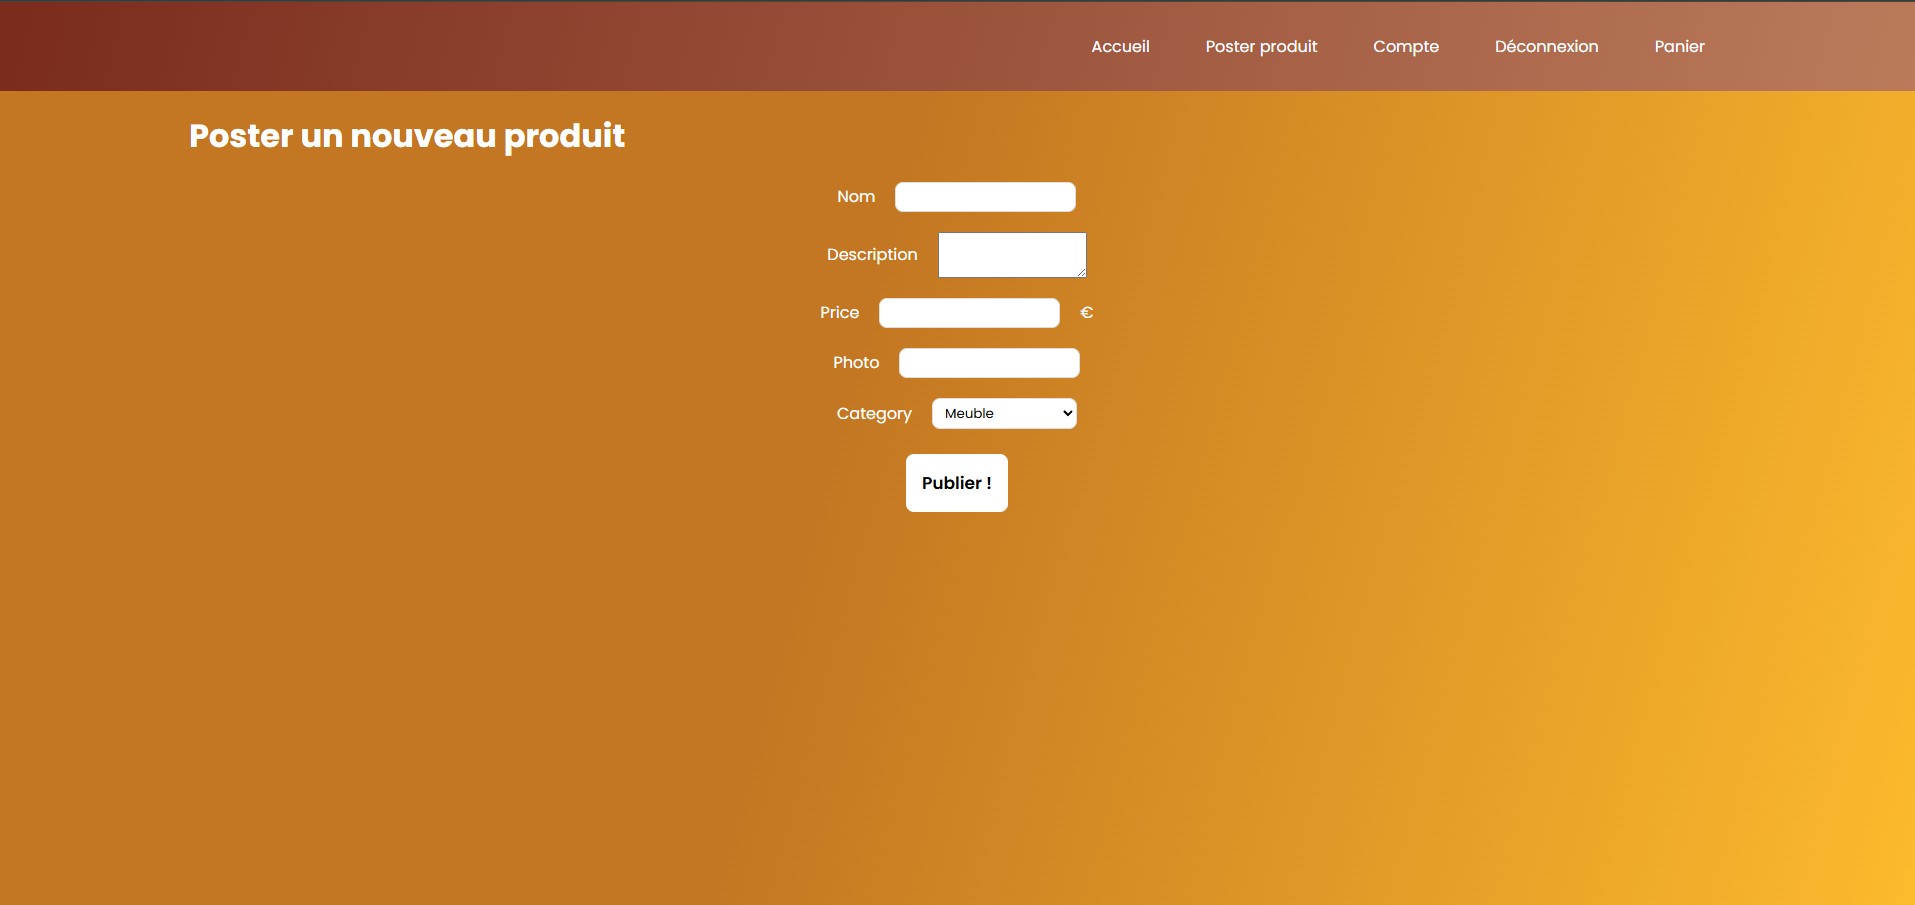 Accueil Poster produit Compte Déconnexion Panier
Poster un nouveau produit
Nom
Description
Price €
Photo
Category Meuble
Publier !